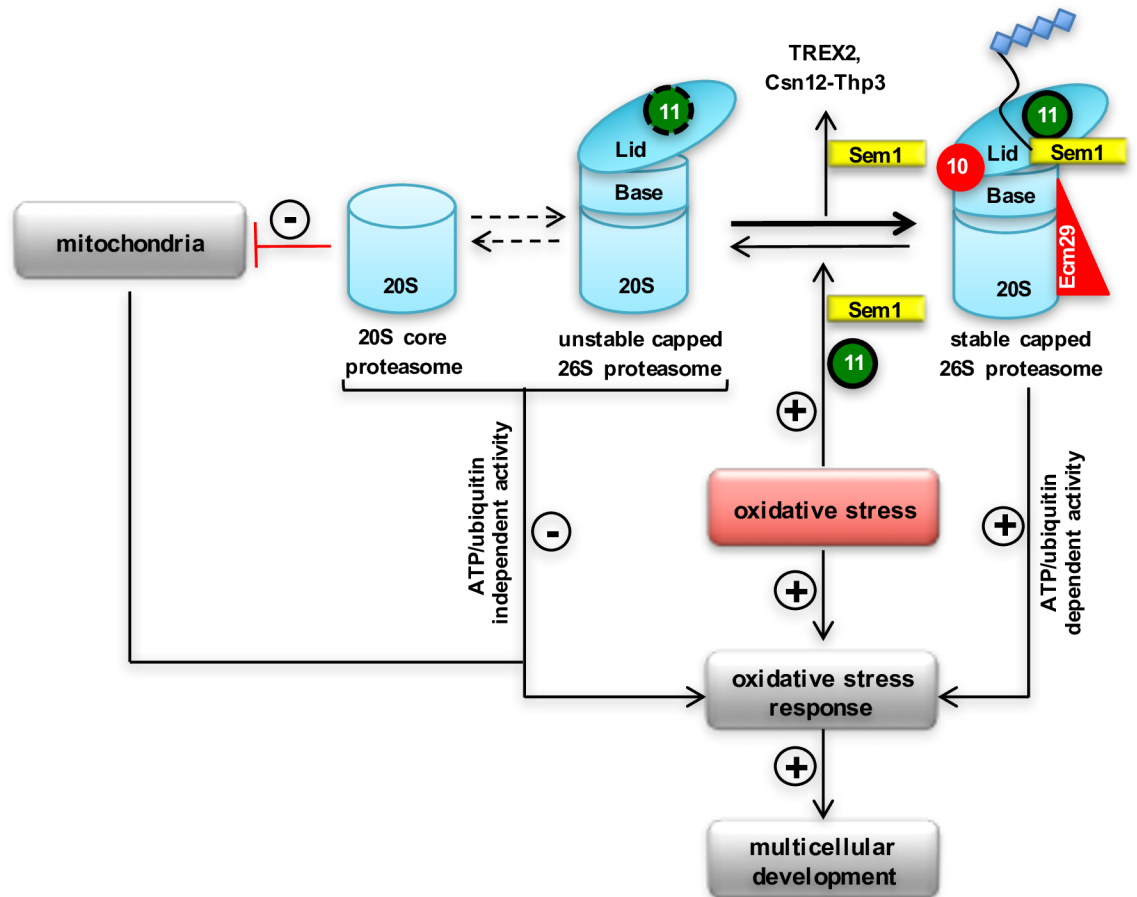 TREX2,
Csn12-Thp3
11
Lid
Base
20S
Sem1
11
Lid
Sem1
10
Base
Ecm29
20S
-
mitochondria
20S
20S core
proteasome
unstable capped
26S proteasome
Sem1
11
stable capped
26S proteasome
+
ATP/ubiquitin
independent activity
-
oxidative stress
+
ATP/ubiquitin
dependent activity
+
oxidative stress
response
+
multicellular
development